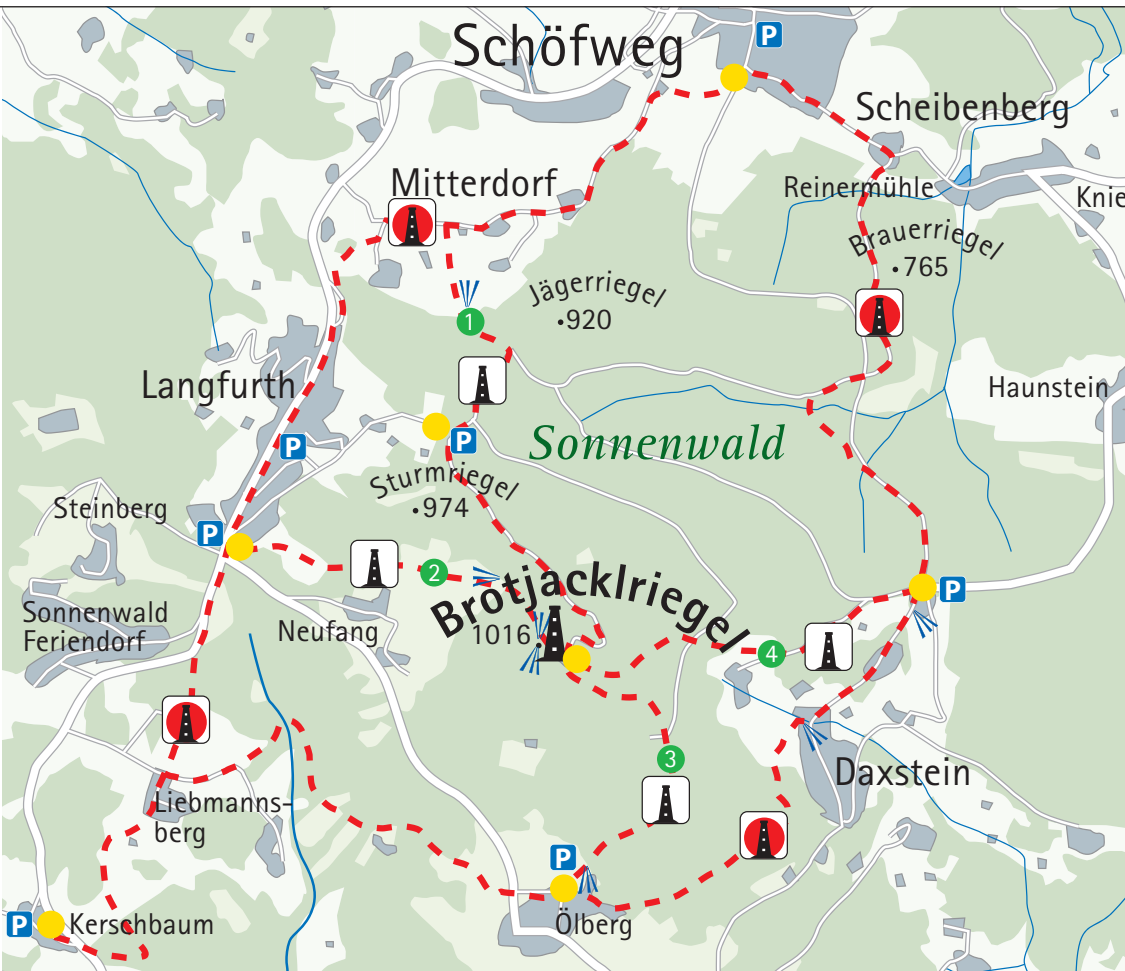 Schöfweg
P
Scheibenberg
Mitterdorf
Reinermühle
Knie
Brauerriegel
765
Jägerriegel
920
1
Langfurth
Haunstein
P
P
Sonnenwald
Sturmriegel
974
Steinberg
P
2
Brotjacklriegel
1016
P
Sonnenwald
Feriendorf
Neufang
4
3
Daxstein
Liebmanns-
berg
P
Ölberg
P
Kerschbaum